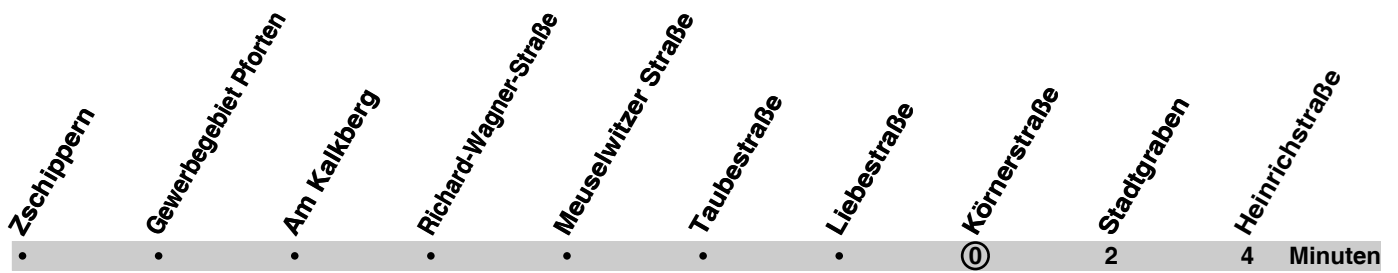 Zschippern
Gewerbegebiet Pforten
Am Kalkberg
Richard-Wagner-Straße
Meuselwitzer Straße
Taubestraße
Liebestraße
Körnerstraße
Stadtgraben
Heinrichstraße
• • • • • • • 0 2 4 Minuten